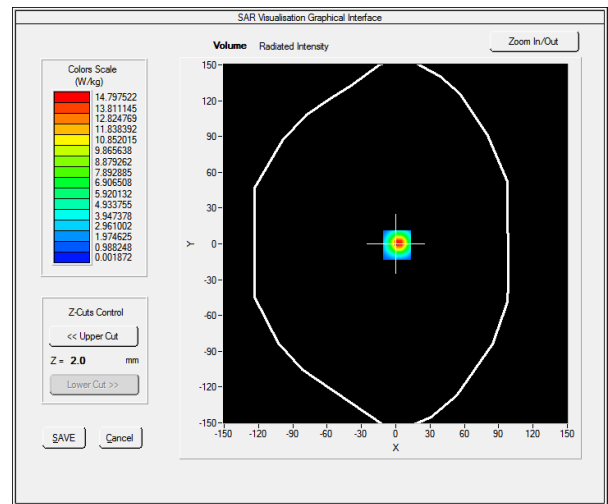 SAR Visualisation Graphical Interface
Volume Radiated Intensity
Zoom In/Out
Colors Scale
(W/kg)
14.797522
13.811145
12.824769
11.838392
10.852015
9.865638
8.879262
7.892885
6.906508
5.920132
4.933755
3.947378
2.961002
1.974625
0.988248
0.001872
Z-Cuts Control
<< Upper Cut
Z = 2.0 mm
Lower Cut >>
SAVE Cancel
150
120
90
60
30
0
-30
-60
-90
-120
-150
Y
-150 -120 -90 -60 -30 0 30 60 90 120 150
X